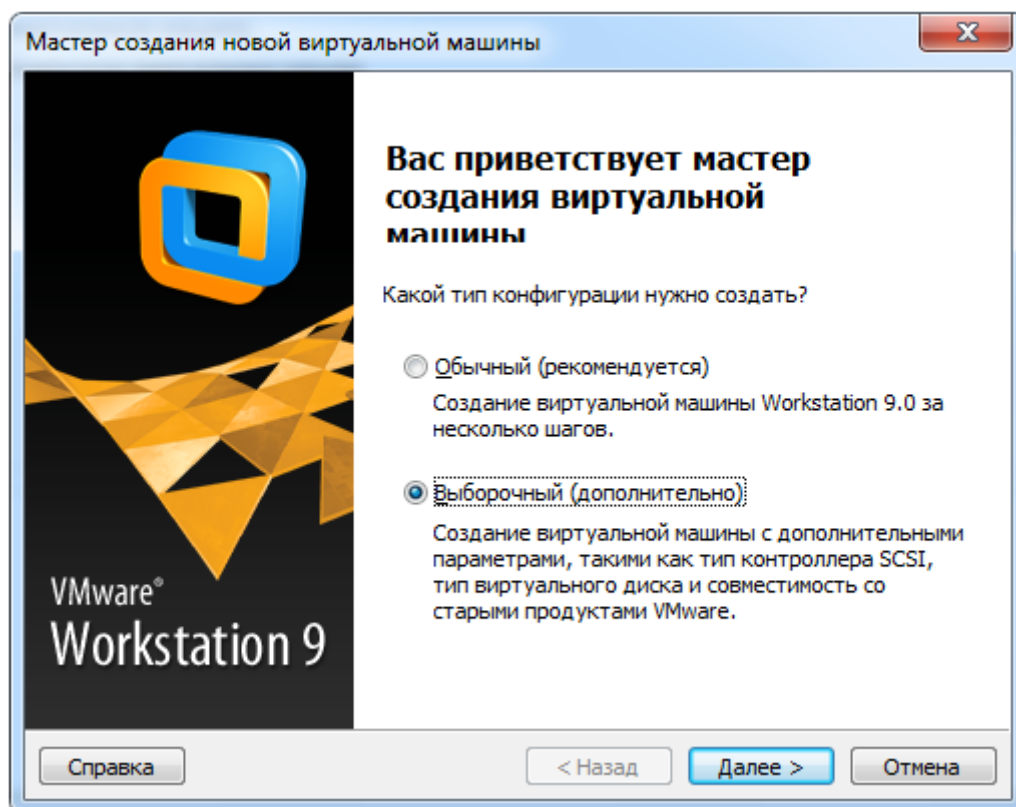 Мастер создания новой виртуальной машины
Вас приветствует мастер
создания виртуальной
машины
Какой тип конфигурации нужно создать?
Обычный (рекомендуется)
Создание виртуальной машины Workstation 9.0 за
несколько шагов.
Выборочный (дополнительно)
Создание виртуальной машины с дополнительными
параметрами, такими как тип контроллера SCSI,
тип виртуального диска и совместимость со
старыми продуктами VMware.
VMware®
Workstation 9
Справка
< Назад
Далее >
Отмена